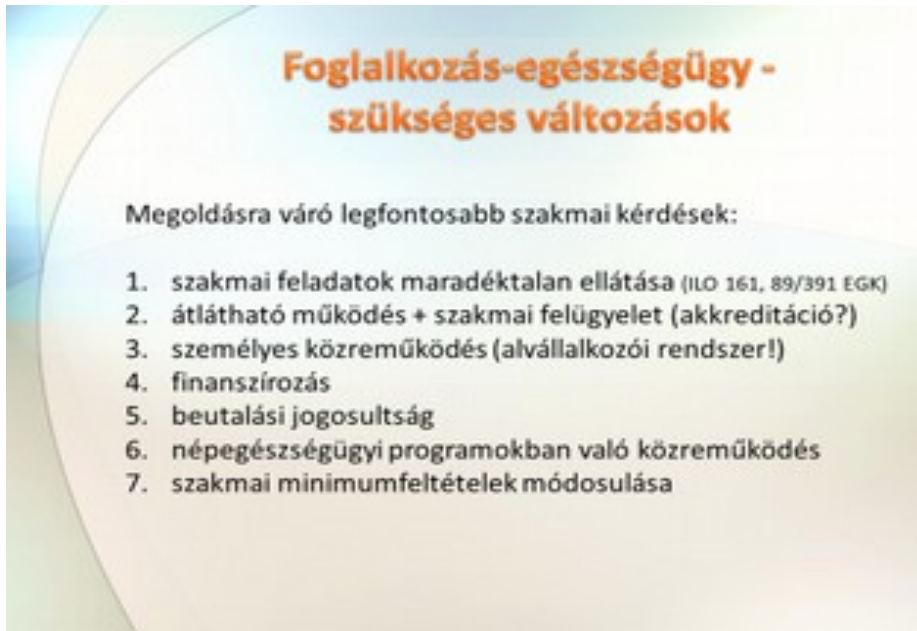 Foglalkozás-egészségügy -
szükséges változások
Megoldásra váró legfontosabb szakmai kérdések:
1. szakmai feladatok maradéktalan ellátása (ILO 161, 89/391 EGK)
2. átlátható működés + szakmai felügyelet (akkreditáció?)
3. személyes közreműködés (alvállalkozói rendszer!)
4. finanszírozás
5. beutalási jogosultság
6. népegészségügyi programokban való közreműködés
7. szakmai minimumfeltételek módosulása